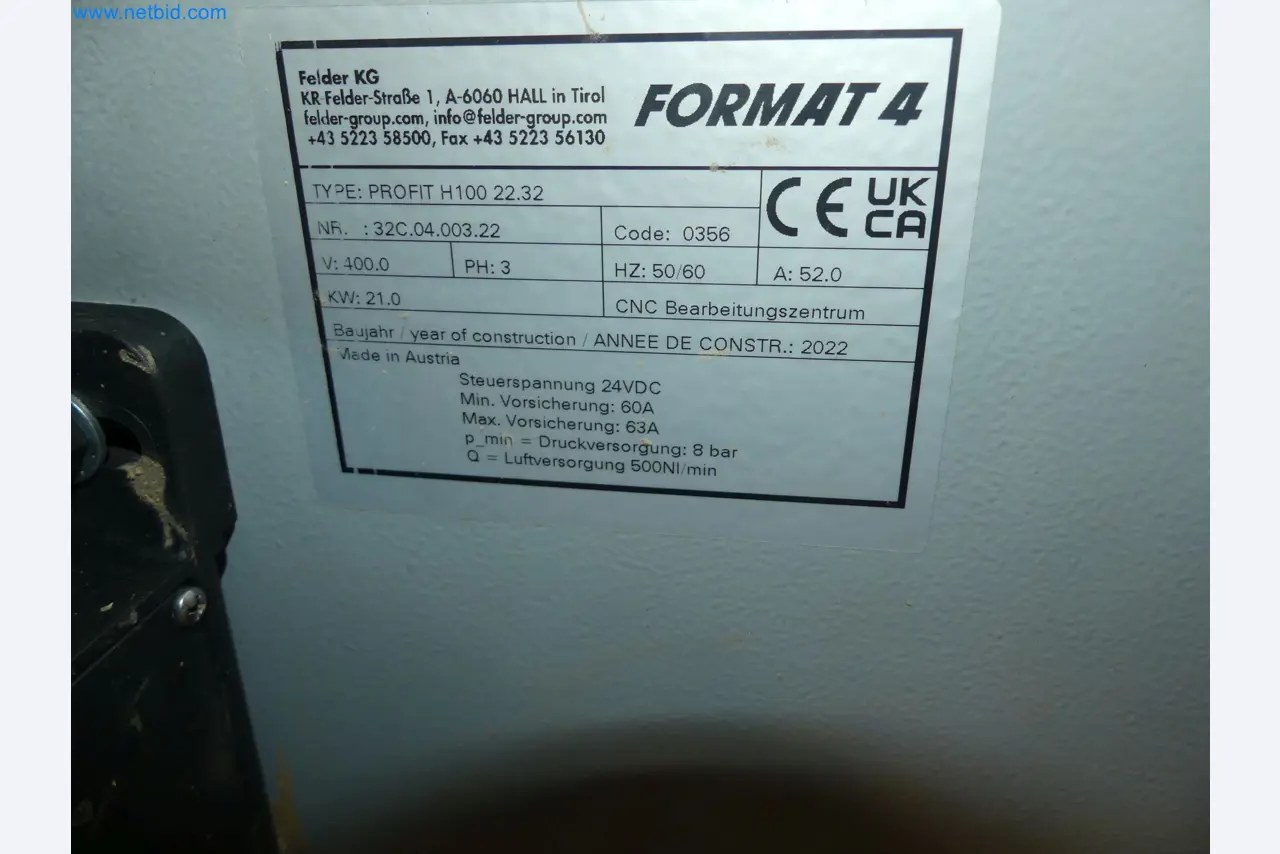 www.netbid.com
Felder KG
KR-Felder-Straße 1, A-6060 HALL in Tirol
felder-group.com, info@felder-group.com
+43 5223 58500, Fax +43 5223 56130
FORMAT 4
TYPE: PROFIT H100 22.32
CE UK CA
NR. : 32C.04.003.22 Code: 0356
V: 400.0 PH: 3 HZ: 50/60 A: 52.0
KW: 21.0 CNC Bearbeitungszentrum
Baujahr / year of construction / ANNEE DE CONSTR.: 2022
Made in Austria
Steuerspannung 24VDC
Min. Vorsicherung: 60A
Max. Vorsicherung: 63A
p_min = Druckversorgung: 8 bar
Q = Luftversorgung 500Nl/min